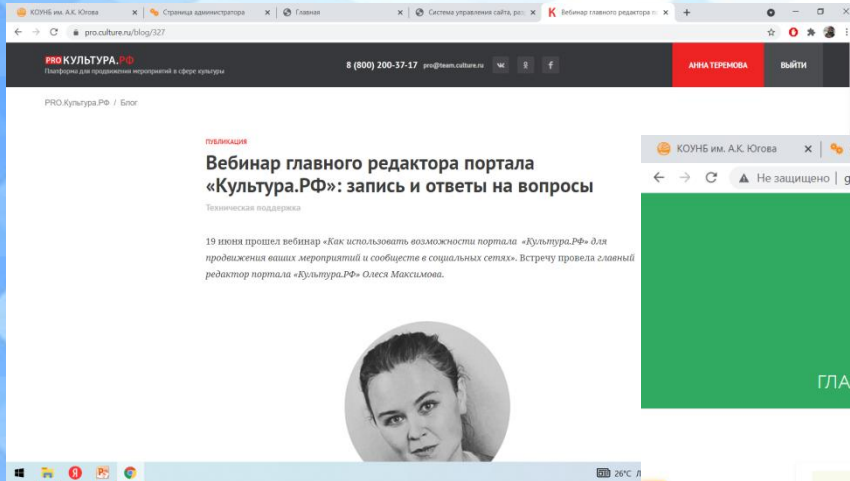 КОУНБ им. А.К. Югова
Страница администратора
Главная
Система управления сайта, раз
Вебинар главного редактора по
pro.culture.ru/blog/327
PRO КУЛЬТУРА.РФ
Платформа для продвижения мероприятий в сфере культуры
8 (800) 200-37-17 pro@team.culture.ru
АННА ТЕРЕМОВА
ВЫЙТИ
PRO.Культура.РФ / Блог
ПУБЛИКАЦИЯ
Вебинар главного редактора портала
«Культура.РФ»: запись и ответы на вопросы
Техническая поддержка
19 июня прошел вебинар «Как использовать возможности портала «Культура.РФ» для
продвижения ваших мероприятий и сообществ в социальных сетях». Встречу провела главный
редактор портала «Культура.РФ» Олеся Максимова.
26°C Л
КОУНБ им. А.К. Югова
Не защищено | g
ГЛА